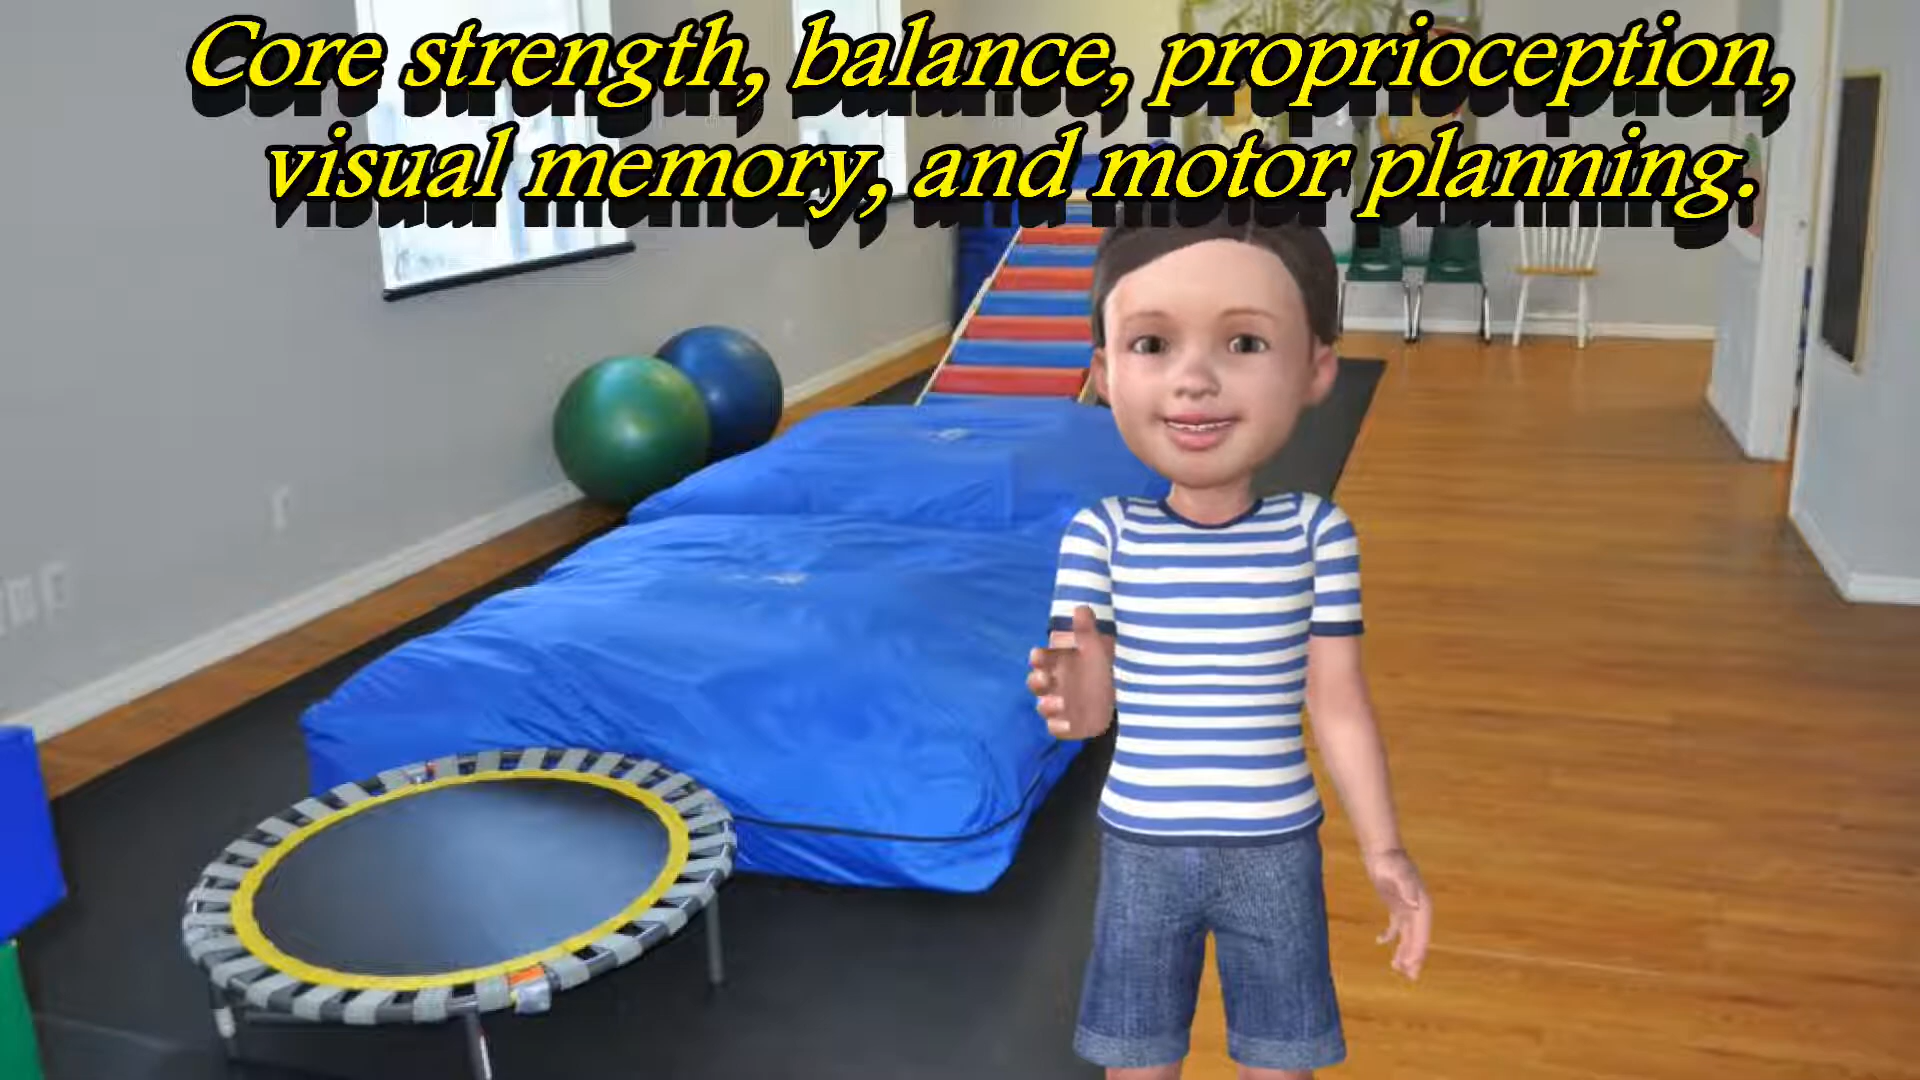 Core strength, balance, proprioception,
visual memory, and motor planning.